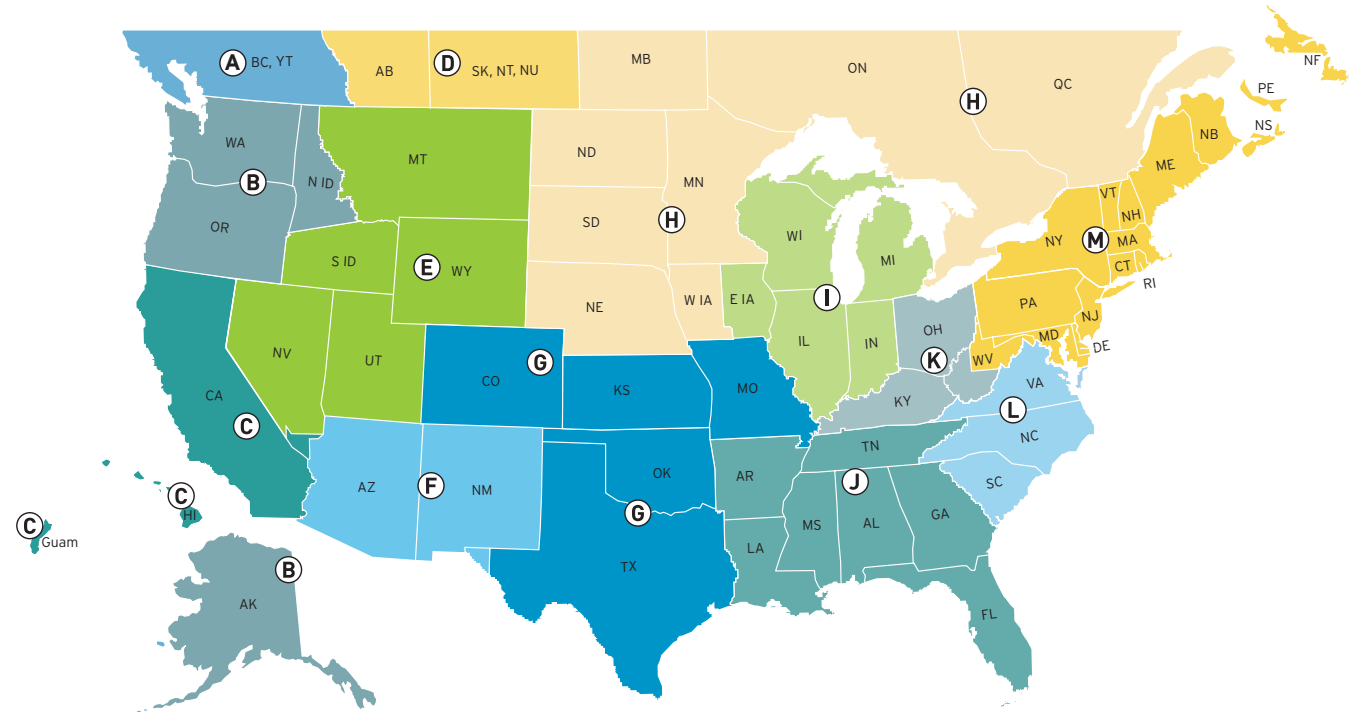 NF
A BC, YT
AB
D SK, NT, NU
MB
ON
QC
H
PE
NS
NB
ME
WA
B
N ID
MT
ND
MN
VT
NH
OR
S ID
E WY
SD
H
WI
MI
NY
M
MA
CT
RI
NE
W IA
E IA
I
PA
NJ
NV
UT
CO
G
IL
IN
OH
K
WV
MD
DE
CA
C
KS
MO
KY
VA
L
NC
AZ
F
NM
OK
G
AR
TN
J
SC
C
HI
C
Guam
TX
LA
MS
AL
GA
B
AK
FL